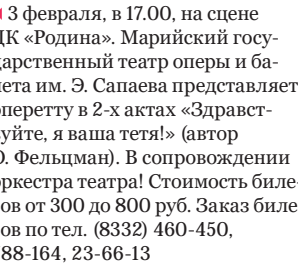 3 февраля, в 17.00, на сцене
ДК «Родина». Марийский госу-
дарственный театр оперы и ба-
лета им. Э. Сапаева представляет
оперетту в 2-х актах «Здравст-
вуйте, я ваша тетя!» (автор
О. Фельцман). В сопровождении
оркестра театра! Стоимость биле-
тов от 300 до 800 руб. Заказ биле-
тов по тел. (8332) 460-450,
88-164, 23-66-13